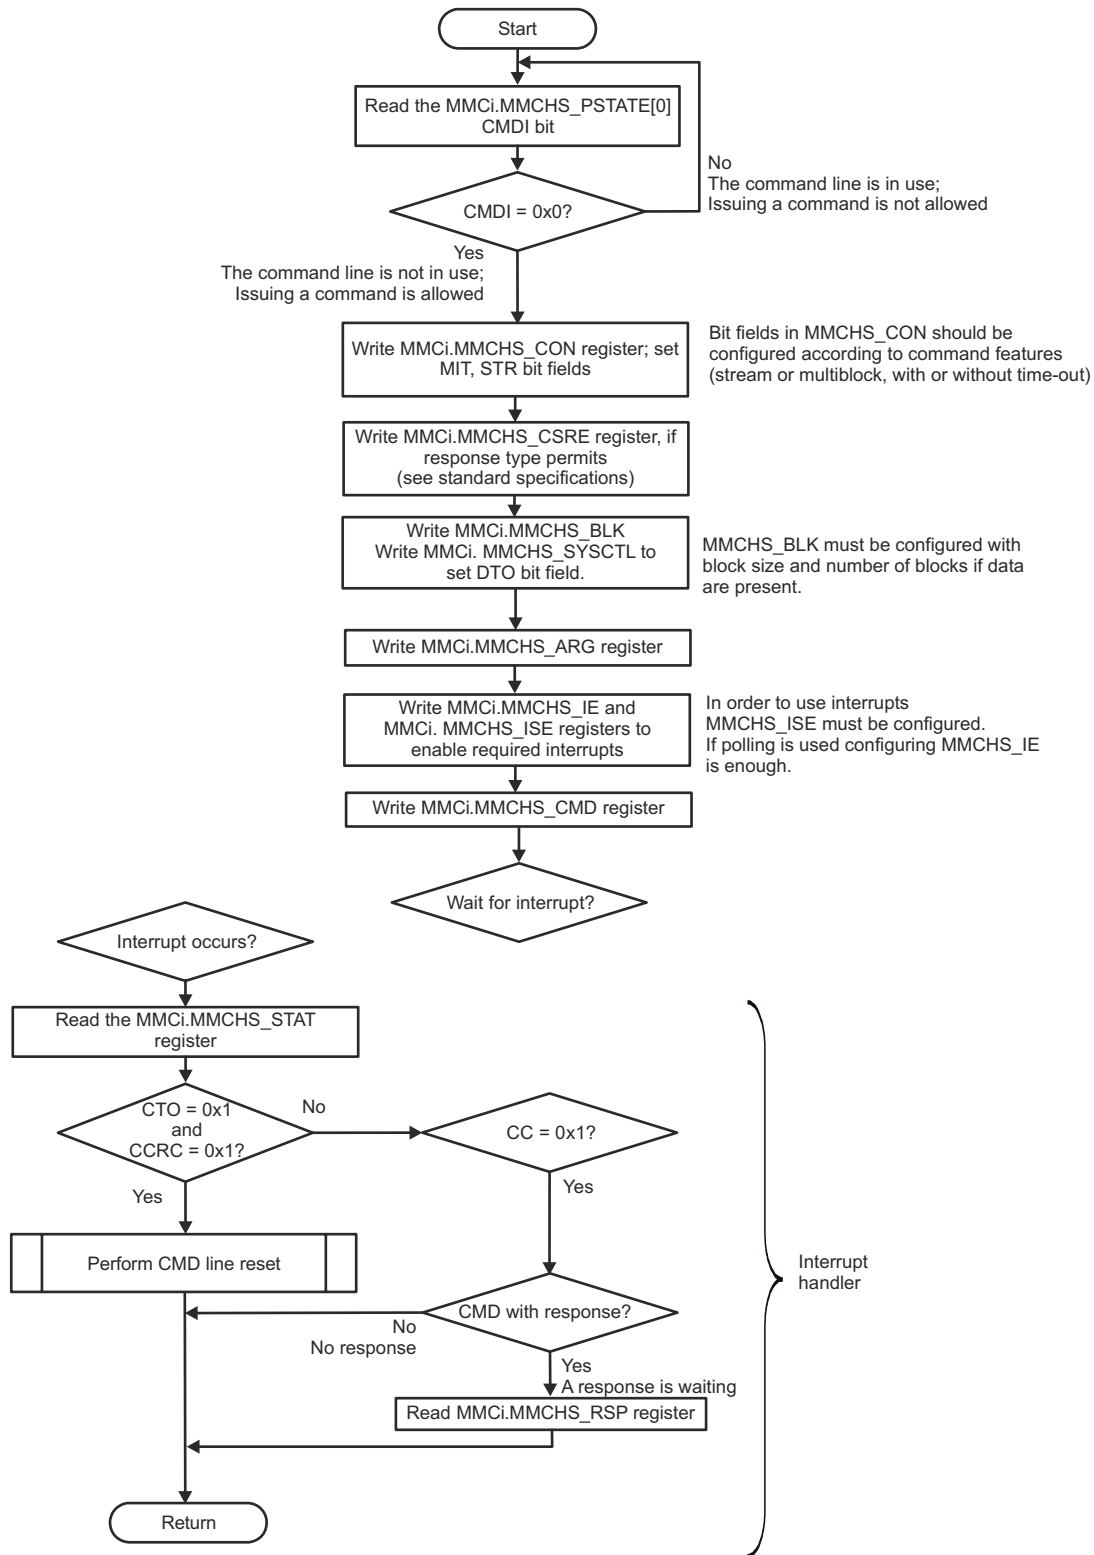 Start
Read the MMCi.MMCHS_PSTATE[0]
CMDI bit
No
The command line is in use;
Issuing a command is not allowed
CMDI = 0x0?
Yes
The command line is not in use;
Issuing a command is allowed
Write MMCi.MMCHS_CON register; set
MIT, STR bit fields
Bit fields in MMCHS_CON should be
configured according to command features
(stream or multiblock, with or without time-out)
Write MMCi.MMCHS_CSRE register, if
response type permits
(see standard specifications)
Write MMCi.MMCHS_BLK
Write MMCi. MMCHS_SYSCTL to
set DTO bit field.
MMCHS_BLK must be configured with
block size and number of blocks if data
are present.
Write MMCi.MMCHS_ARG register
Write MMCi.MMCHS_IE and
MMCi. MMCHS_ISE registers to
enable required interrupts
In order to use interrupts
MMCHS_ISE must be configured.
If polling is used configuring MMCHS_IE
is enough.
Write MMCi.MMCHS_CMD register
Wait for interrupt?
Interrupt occurs?
Read the MMCi.MMCHS_STAT
register
CTO = 0x1
and
CCRC = 0x1?
No
CC = 0x1?
Yes
Yes
Perform CMD line reset
CMD with response?
No
No response
Yes
A response is waiting
Read MMCi.MMCHS_RSP register
Return
Interrupt
handler